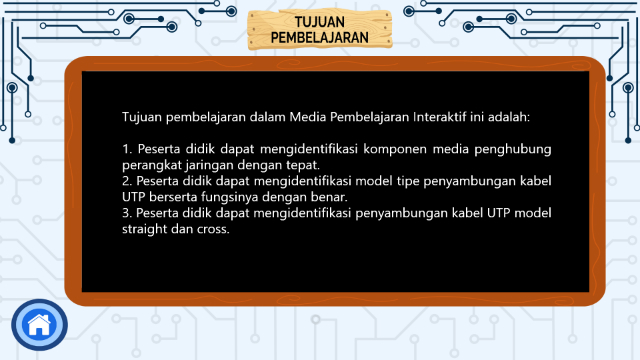 TUJUAN
PEMBELAJARAN
Tujuan pembelajaran dalam Media Pembelajaran Interaktif ini adalah:
1. Peserta didik dapat mengidentifikasi komponen media penghubung
perangkat jaringan dengan tepat.
2. Peserta didik dapat mengidentifikasi model tipe penyambungan kabel
UTP berserta fungsinya dengan benar.
3. Peserta didik dapat mengidentifikasi penyambungan kabel UTP model
straight dan cross.